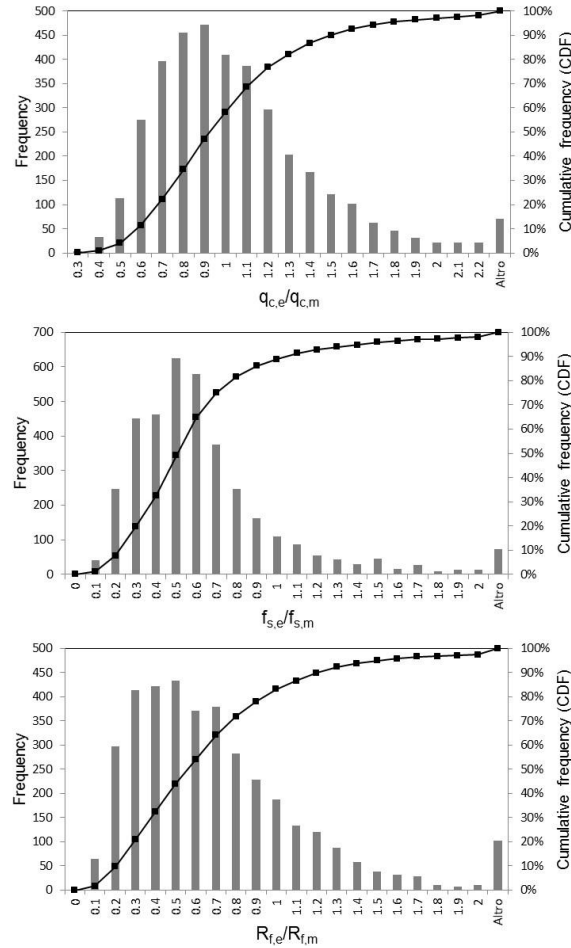 500 450 400 350 300 250 200 150 100 50 0
Frequency
100% 90% 80% 70% 60% 50% 40% 30% 20% 10% 0%
Cumulative frequency (CDF)
0.3 0.4 0.5 0.6 0.7 0.8 0.9 1 1.1 1.2 1.3 1.4 1.5 1.6 1.7 1.8 1.9 2 2.1 2.2 Altro
qc,e/qc,m
700 600 500 400 300 200 100 0
Frequency
100% 90% 80% 70% 60% 50% 40% 30% 20% 10% 0%
Cumulative frequency (CDF)
0 0.1 0.2 0.3 0.4 0.5 0.6 0.7 0.8 0.9 1 1.1 1.2 1.3 1.4 1.5 1.6 1.7 1.8 1.9 2 Altro
fs,e/fs,m
500 450 400 350 300 250 200 150 100 50 0
Frequency
100% 90% 80% 70% 60% 50% 40% 30% 20% 10% 0%
Cumulative frequency (CDF)
0 0.1 0.2 0.3 0.4 0.5 0.6 0.7 0.8 0.9 1 1.1 1.2 1.3 1.4 1.5 1.6 1.7 1.8 1.9 2 Altro
Rf,e/Rf,m